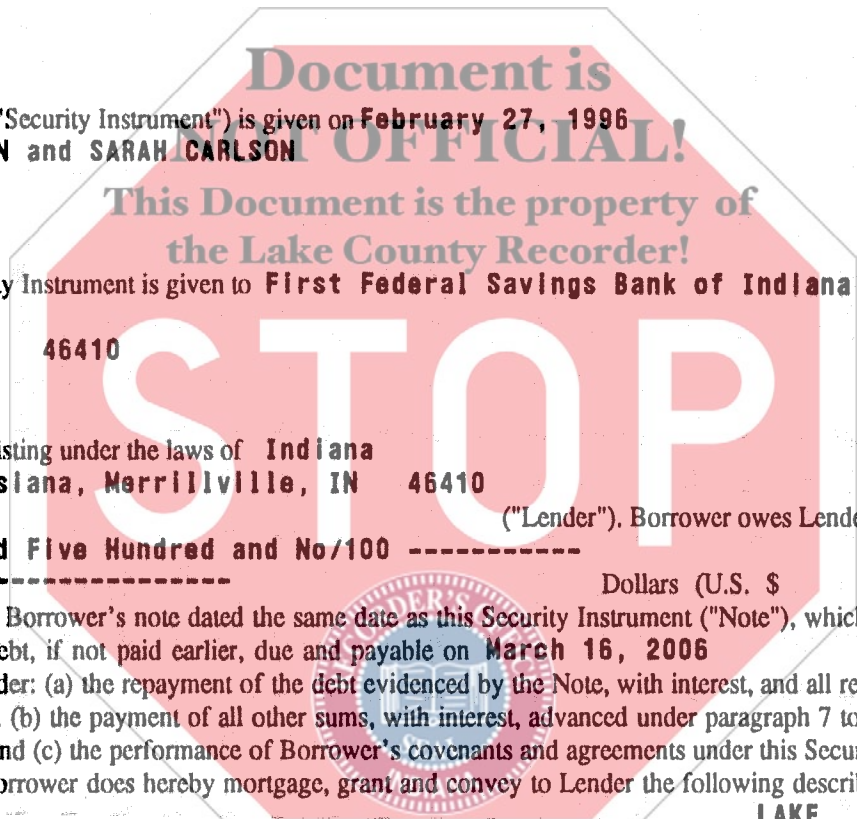 Document is
"Security Instrument") is given on February 27, 1996
NOT OFFICIAL!
N and SARAH CARLSON
This Document is the property of
the Lake County Recorder!
y Instrument is given to First Federal Savings Bank of Indiana
46410
STOP
isting under the laws of Indiana
siana, Merrillville, IN 46410
("Lender"). Borrower owes Lende
d Five Hundred and No/100 -----------
----------------
Dollars (U.S. $
Borrower's note dated the same date as this Security Instrument ("Note"), whic
ebt, if not paid earlier, due and payable on March 16, 2006
der: (a) the repayment of the debt evidenced by the Note, with interest, and all re
, (b) the payment of all other sums, with interest, advanced under paragraph 7 to
nd (c) the performance of Borrower's covenants and agreements under this Secur
orrower does hereby mortgage, grant and convey to Lender the following describ
LAKE
SEAL
INDIANA